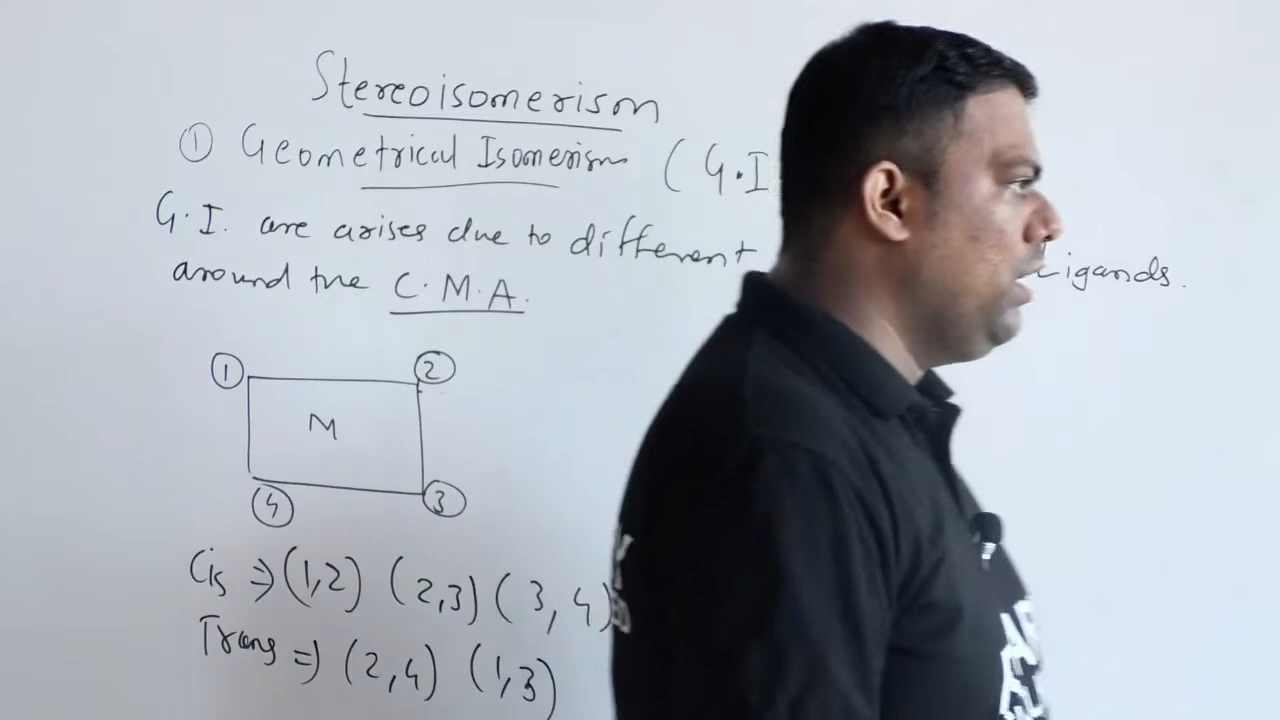 Stereoisomerism
① Geometrical Isomerism (G.I
G.I. are arises due to different Ligands.
around the C.M.A.
① ②
M
④ ③
Cis ⇒ (1,2) (2,3) (3,4)
Trans ⇒ (2,4) (1,3)